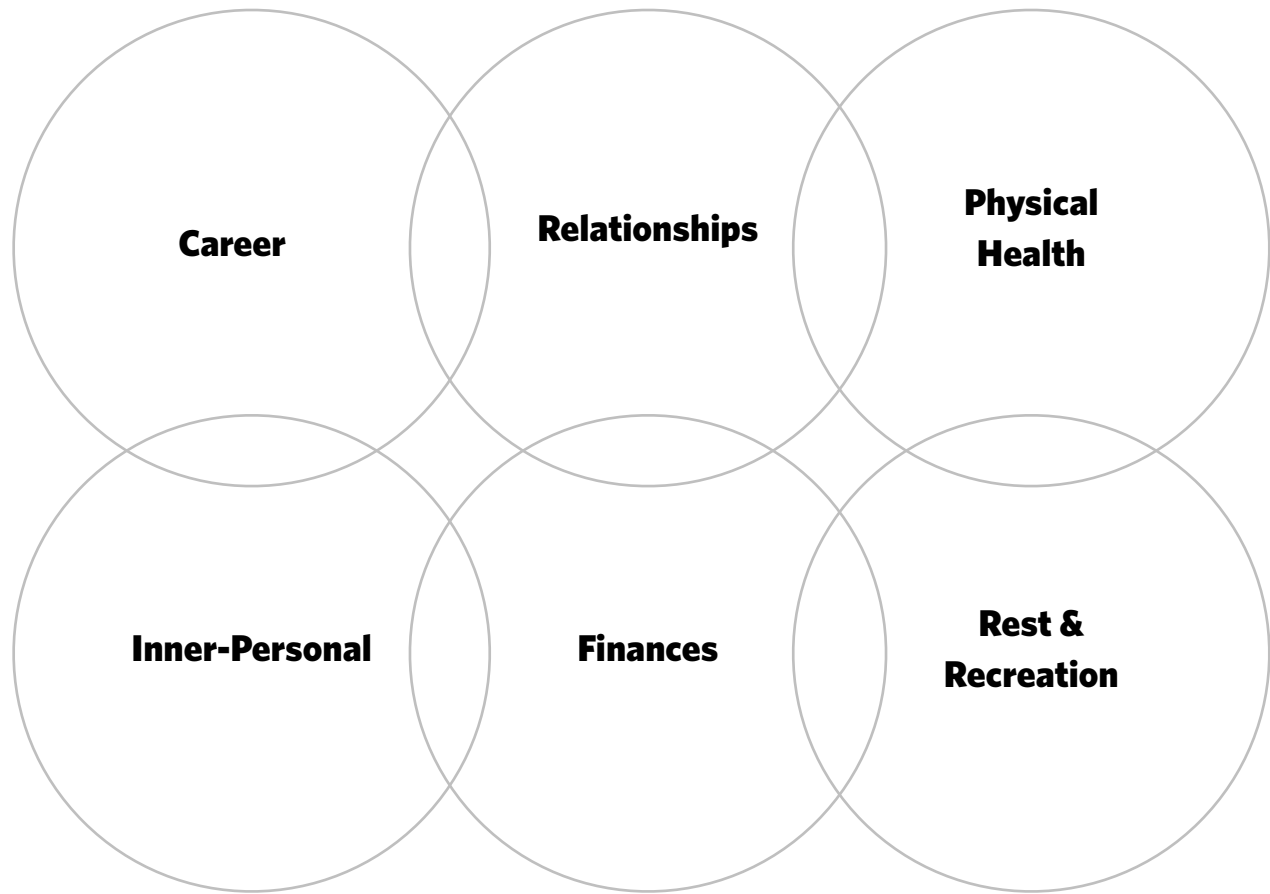 Career
Relationships
Physical
Health
Inner-Personal
Finances
Rest &
Recreation